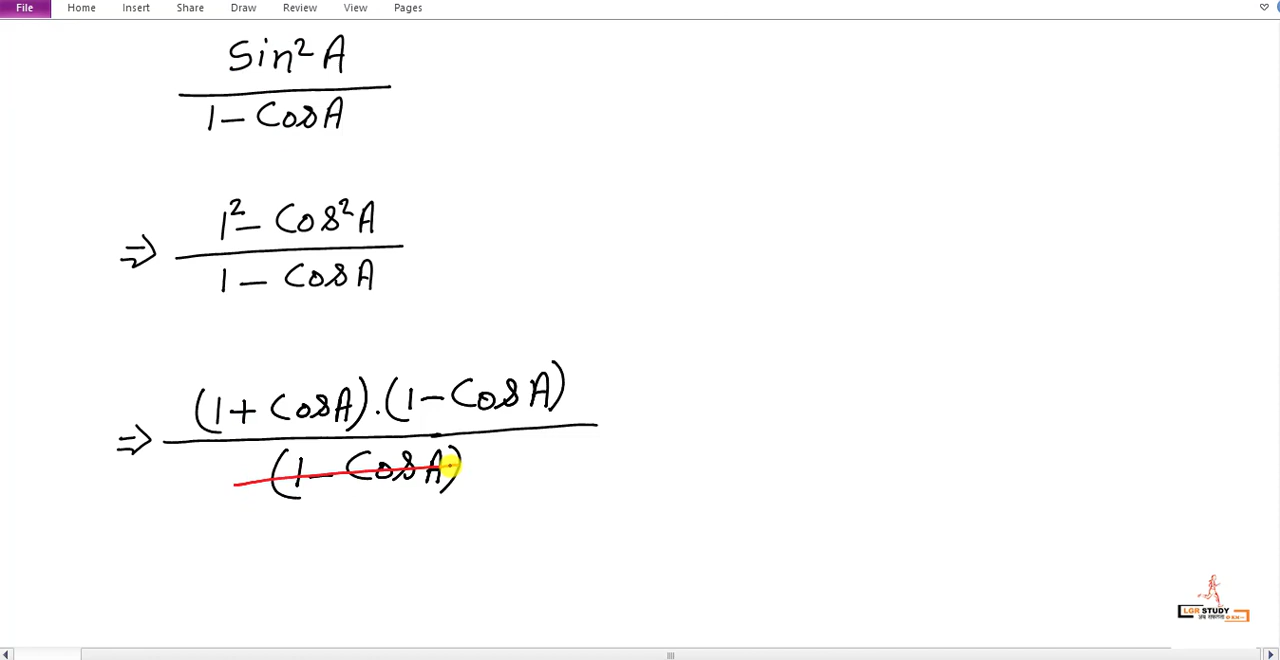 File Home Insert Share Draw Review View Pages
Sin²A
1 - CosA
⇒ 1² - Cos²A
1 - CosA
⇒ (1 + CosA).(1 - CosA)
(1 - CosA)
LGR STUDY